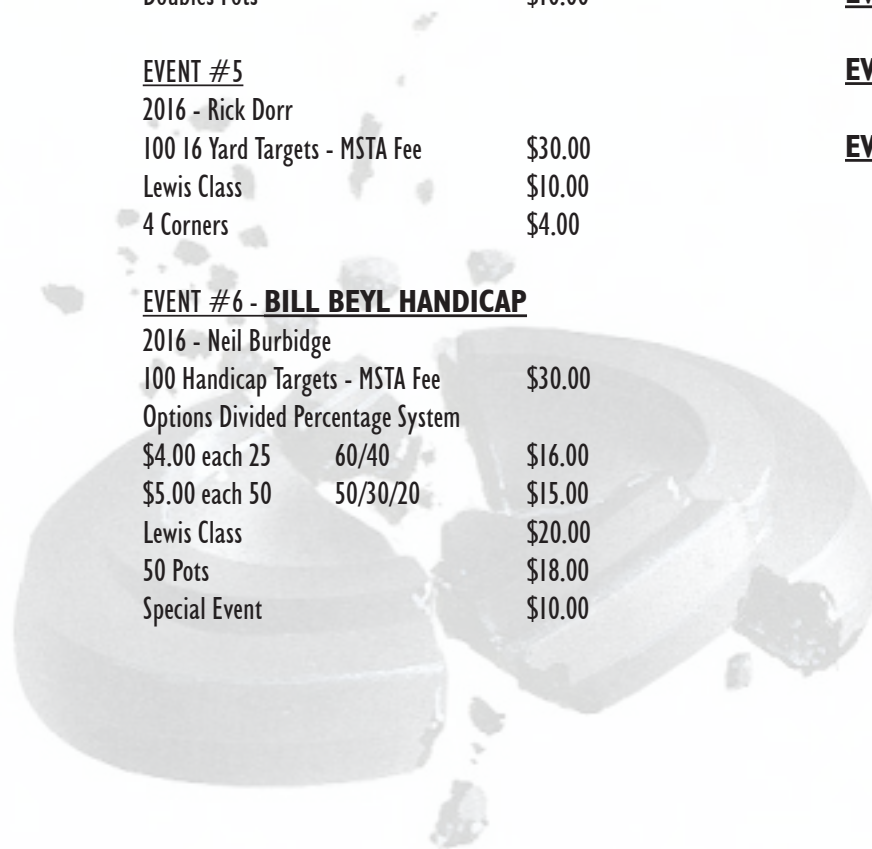 EVENT #5
2016 - Rick Dorr
100 16 Yard Targets - MSTA Fee $30.00
Lewis Class $10.00
4 Corners $4.00
EVENT #6 - BILL BEYL HANDICAP
2016 - Neil Burbidge
100 Handicap Targets - MSTA Fee $30.00
Options Divided Percentage System
$4.00 each 25 60/40 $16.00
$5.00 each 50 50/30/20 $15.00
Lewis Class $20.00
50 Pots $18.00
Special Event $10.00